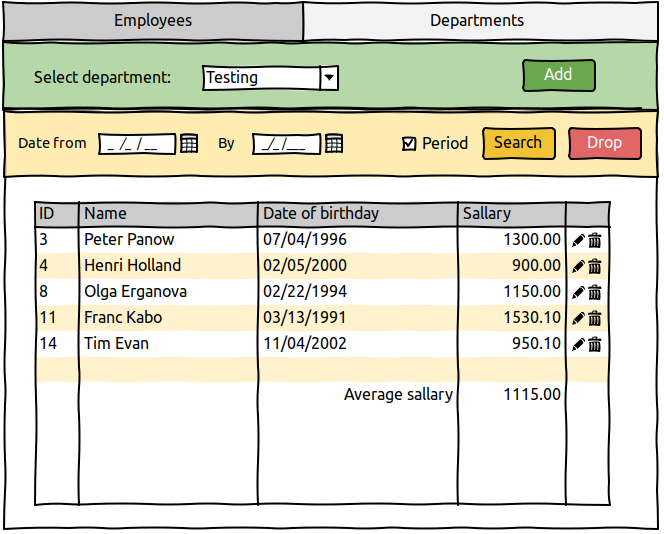 Employees Departments
Select department: Testing Add
Date from _ /_ /__ By _/_/___ Period Search Drop
ID Name Date of birthday Sallary
3 Peter Panow 07/04/1996 1300.00
4 Henri Holland 02/05/2000 900.00
8 Olga Erganova 02/22/1994 1150.00
11 Franc Kabo 03/13/1991 1530.10
14 Tim Evan 11/04/2002 950.10
Average sallary 1115.00